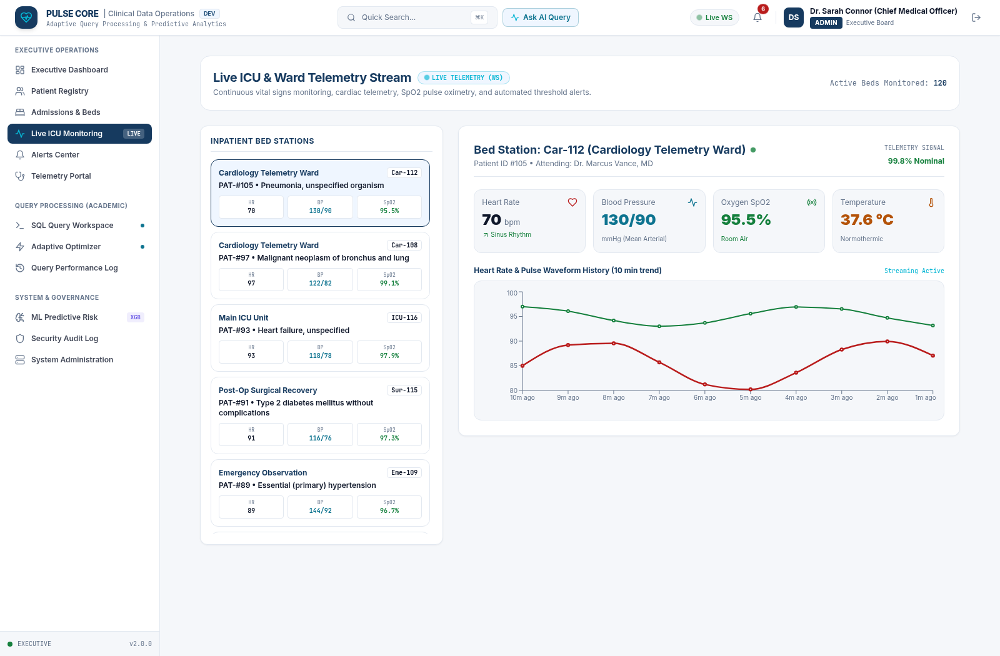 PULSE CORE | Clinical Data Operations DEV
Adaptive Query Processing & Predictive Analytics
Quick Search... ⌘K
Ask AI Query
Live WS
6
DS
Dr. Sarah Connor (Chief Medical Officer)
ADMIN Executive Board
EXECUTIVE OPERATIONS
Executive Dashboard
Patient Registry
Admissions & Beds
Live ICU Monitoring LIVE
Alerts Center
Telemetry Portal
QUERY PROCESSING (ACADEMIC)
SQL Query Workspace
Adaptive Optimizer
Query Performance Log
SYSTEM & GOVERNANCE
ML Predictive Risk XGB
Security Audit Log
System Administration
EXECUTIVE v2.0.0
Live ICU & Ward Telemetry Stream LIVE TELEMETRY (WS)
Continuous vital signs monitoring, cardiac telemetry, SpO2 pulse oximetry, and automated threshold alerts.
Active Beds Monitored: 120
INPATIENT BED STATIONS
Cardiology Telemetry Ward Car-112
PAT-#105 • Pneumonia, unspecified organism
HR BP SpO2
70 130/90 95.5%
Cardiology Telemetry Ward Car-108
PAT-#97 • Malignant neoplasm of bronchus and lung
HR BP SpO2
97 122/82 99.1%
Main ICU Unit ICU-116
PAT-#93 • Heart failure, unspecified
HR BP SpO2
93 118/78 97.9%
Post-Op Surgical Recovery Sur-115
PAT-#91 • Type 2 diabetes mellitus without
complications
HR BP SpO2
91 116/76 97.3%
Emergency Observation Eme-109
PAT-#89 • Essential (primary) hypertension
HR BP SpO2
89 144/92 96.7%
Bed Station: Car-112 (Cardiology Telemetry Ward)
Patient ID #105 • Attending: Dr. Marcus Vance, MD
TELEMETRY SIGNAL
99.8% Nominal
Heart Rate
70 bpm
Sinus Rhythm
Blood Pressure
130/90
mmHg (Mean Arterial)
Oxygen SpO2
95.5%
Room Air
Temperature
37.6 °C
Normothermic
Heart Rate & Pulse Waveform History (10 min trend)
Streaming Active
100
95
90
85
80
10m ago 9m ago 8m ago 7m ago 6m ago 5m ago 4m ago 3m ago 2m ago 1m ago